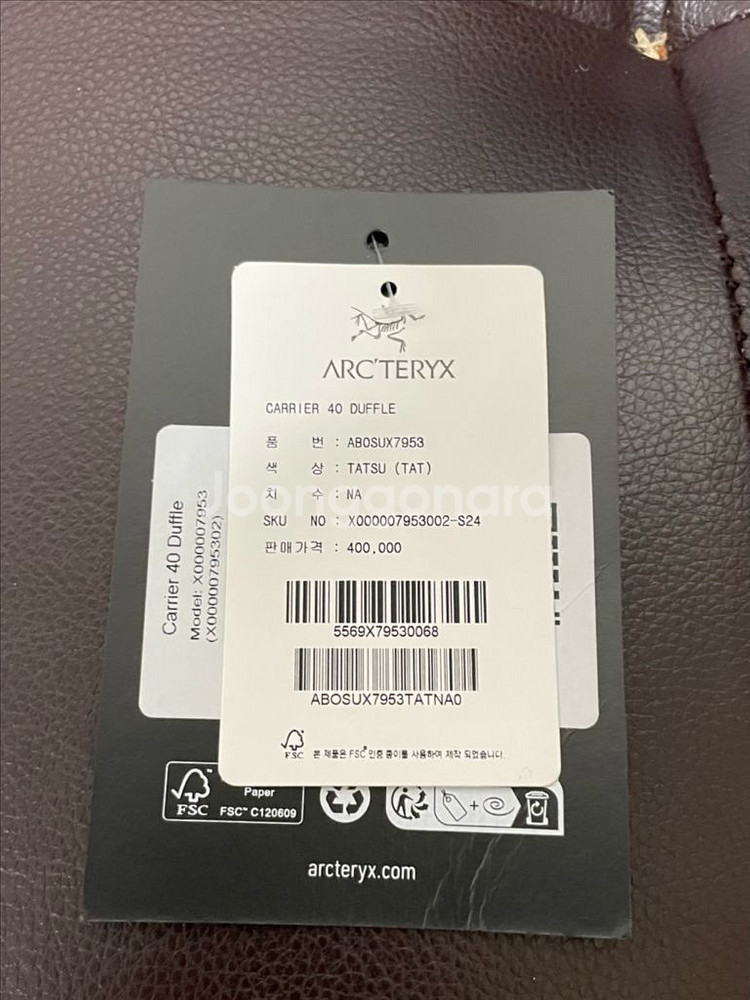 ARC'TERYX
CARRIER 40 DUFFLE
품 번 : ABOSUX7953
색 상 : TATSU (TAT)
치 수 : NA
SKU NO : X000007953002-S24
판매가격 : 400,000
5569X79530068
ABOSUX7953TATNA0
FSC 본 제품은 FSC® 인증 종이를 사용하여 제작 되었습니다.
Joongonara
Carrier 40 Duffle
Model: X000007953
(X00000795302)
FSC™
Paper
FSC™ C120609
arcteryx.com